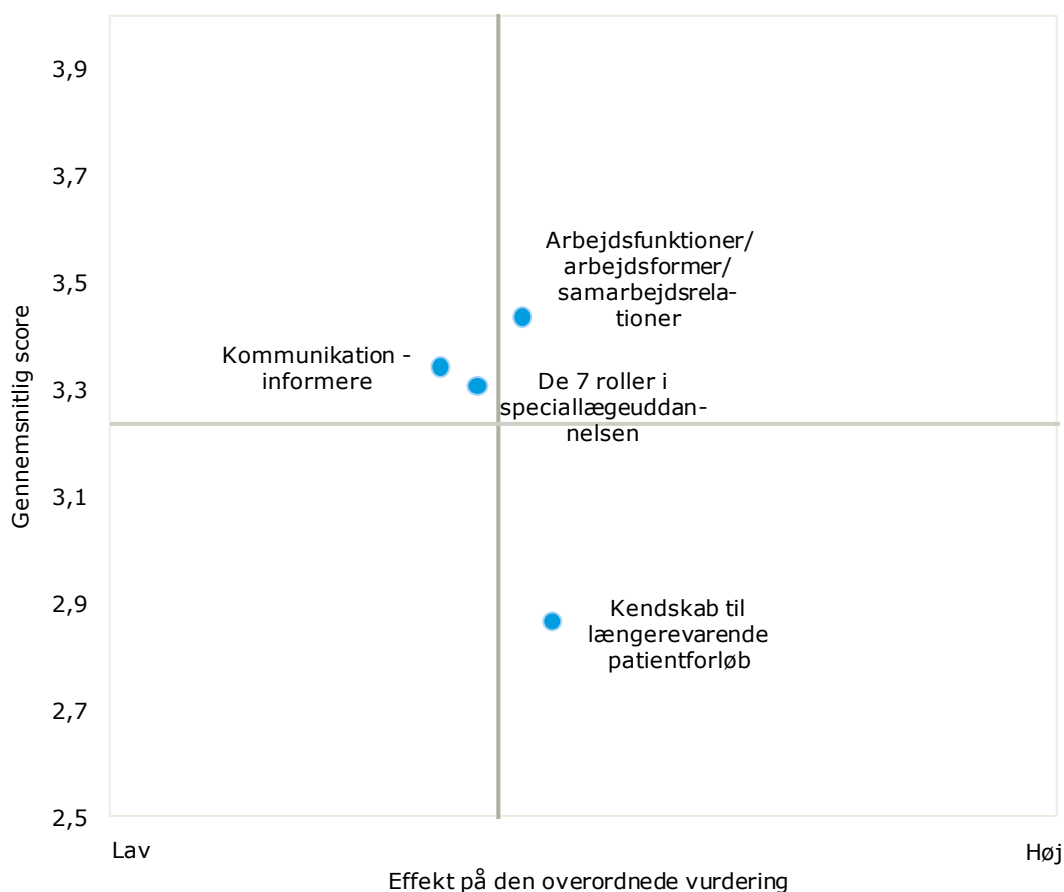 3,9
3,7
3,5
3,3
3,1
2,9
2,7
2,5
Gennemsnitlig score
Arbejdsfunktioner/
arbejdsformer/
samarbejdsrela-
tioner
Kommunikation -
informere
De 7 roller i
speciallægeuddan-
nelsen
Kendskab til
længerevarende
patientforløb
Lav
Høj
Effekt på den overordnede vurdering